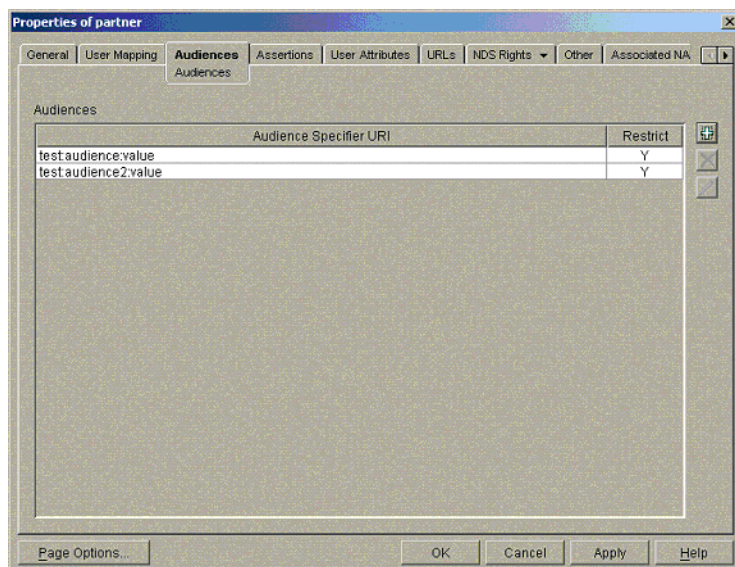 Properties of partner
General User Mapping Audiences Assertions User Attributes URLs NDS Rights Other Associated NA
Audiences
Audiences
Audience Specifier URI Restrict
test:audience:value Y
test:audience2:value Y
Page Options... OK Cancel Apply Help